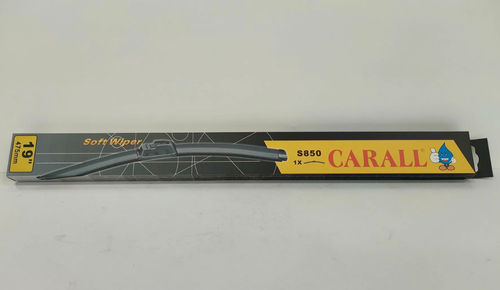 19"
475mm
Soft Wiper
S850
1X
CARALL®